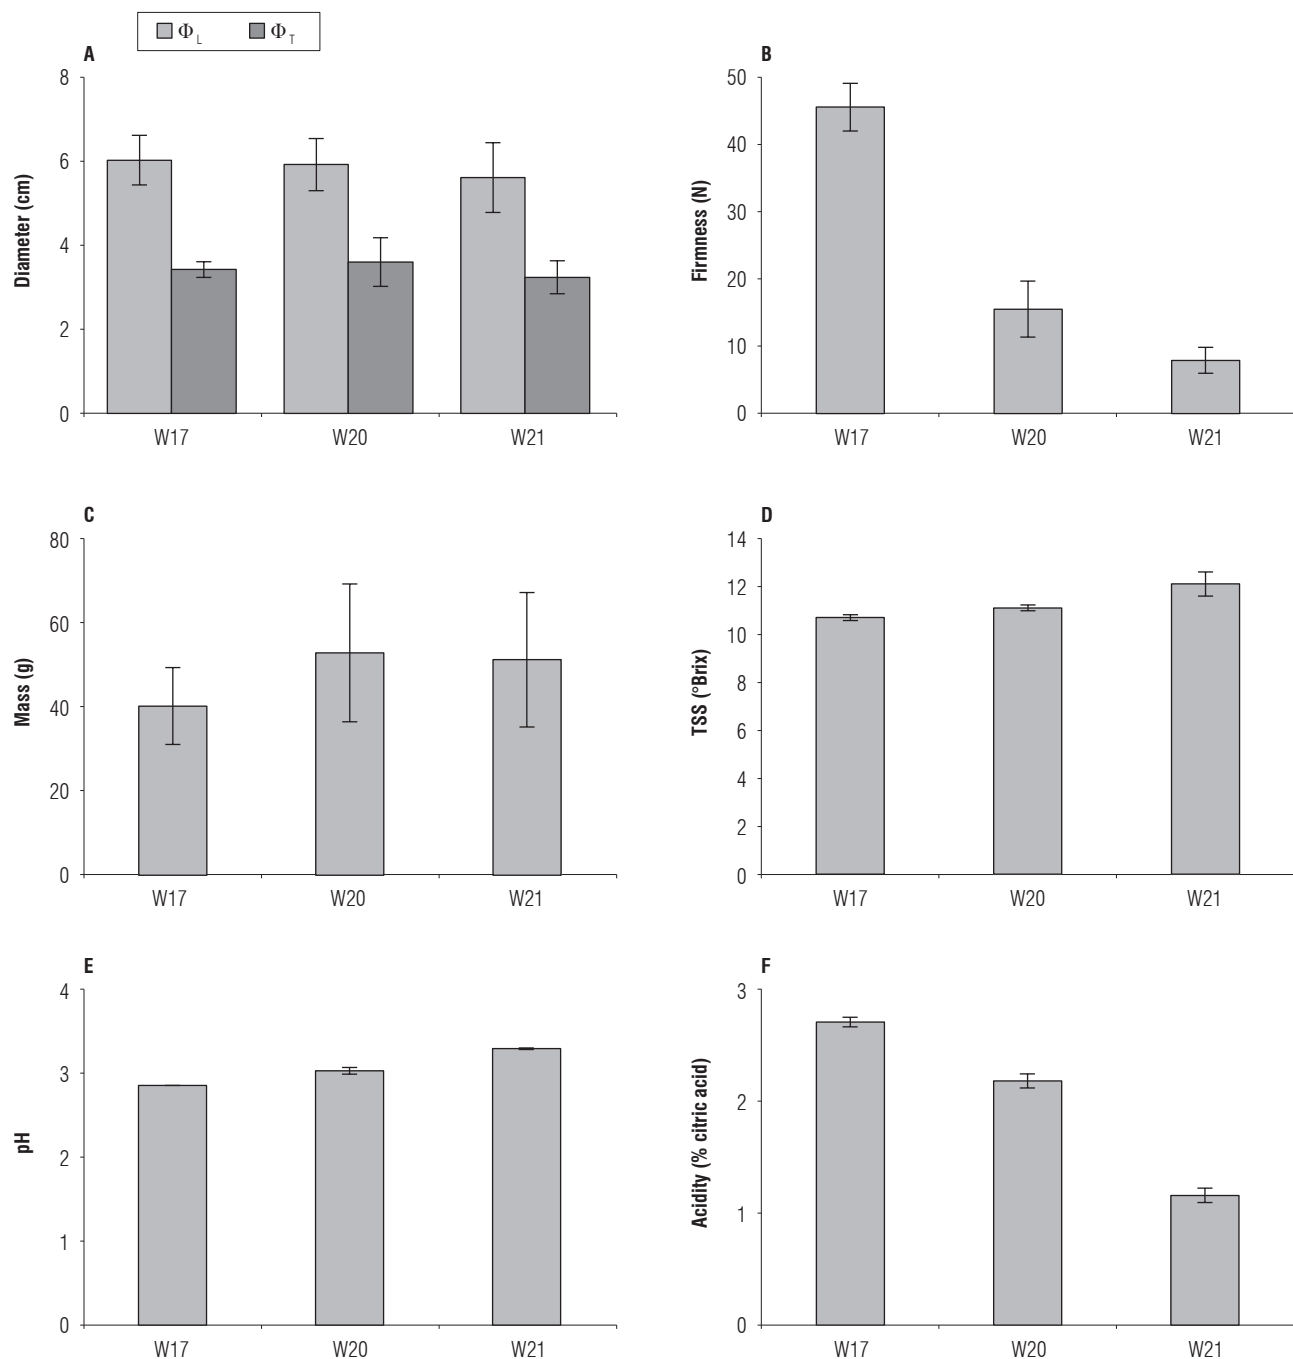 Φ L Φ T
A
8
6
4
2
0
Diameter (cm)
W17 W20 W21
B
50
40
30
20
10
0
Firmness (N)
W17 W20 W21
C
80
60
40
20
0
Mass (g)
W17 W20 W21
D
14
12
10
8
6
4
2
0
TSS (°Brix)
W17 W20 W21
E
4
3
2
1
0
pH
W17 W20 W21
F
3
2
1
0
Acidity (% citric acid)
W17 W20 W21